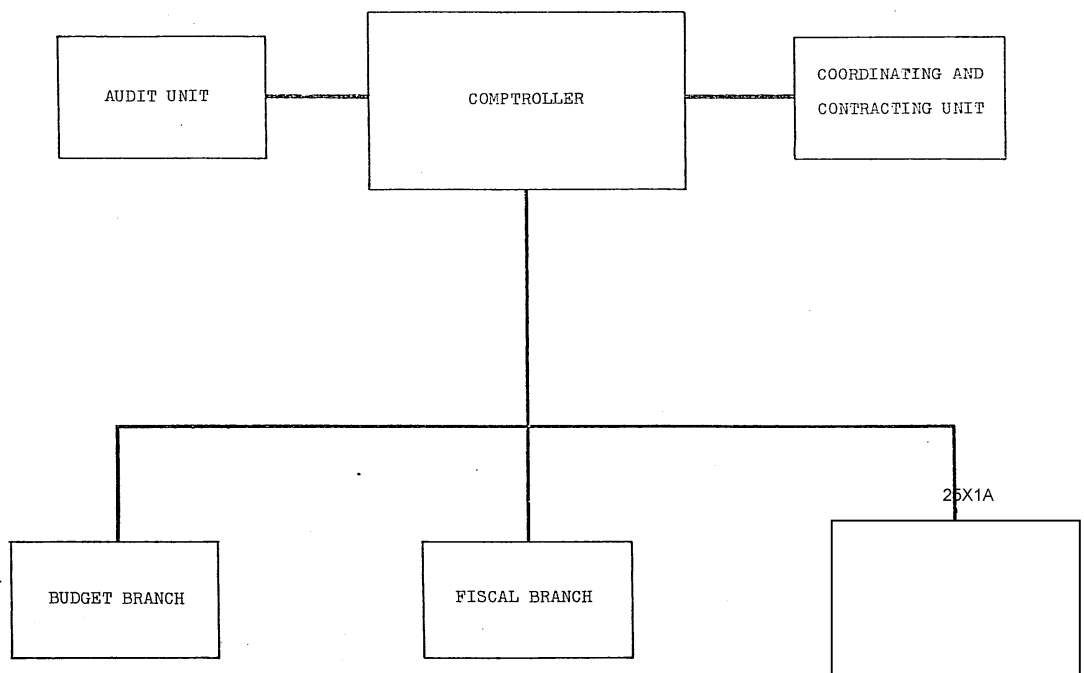 AUDIT UNIT
COMPTROLLER
COORDINATING AND
CONTRACTING UNIT
25X1A
BUDGET BRANCH
FISCAL BRANCH